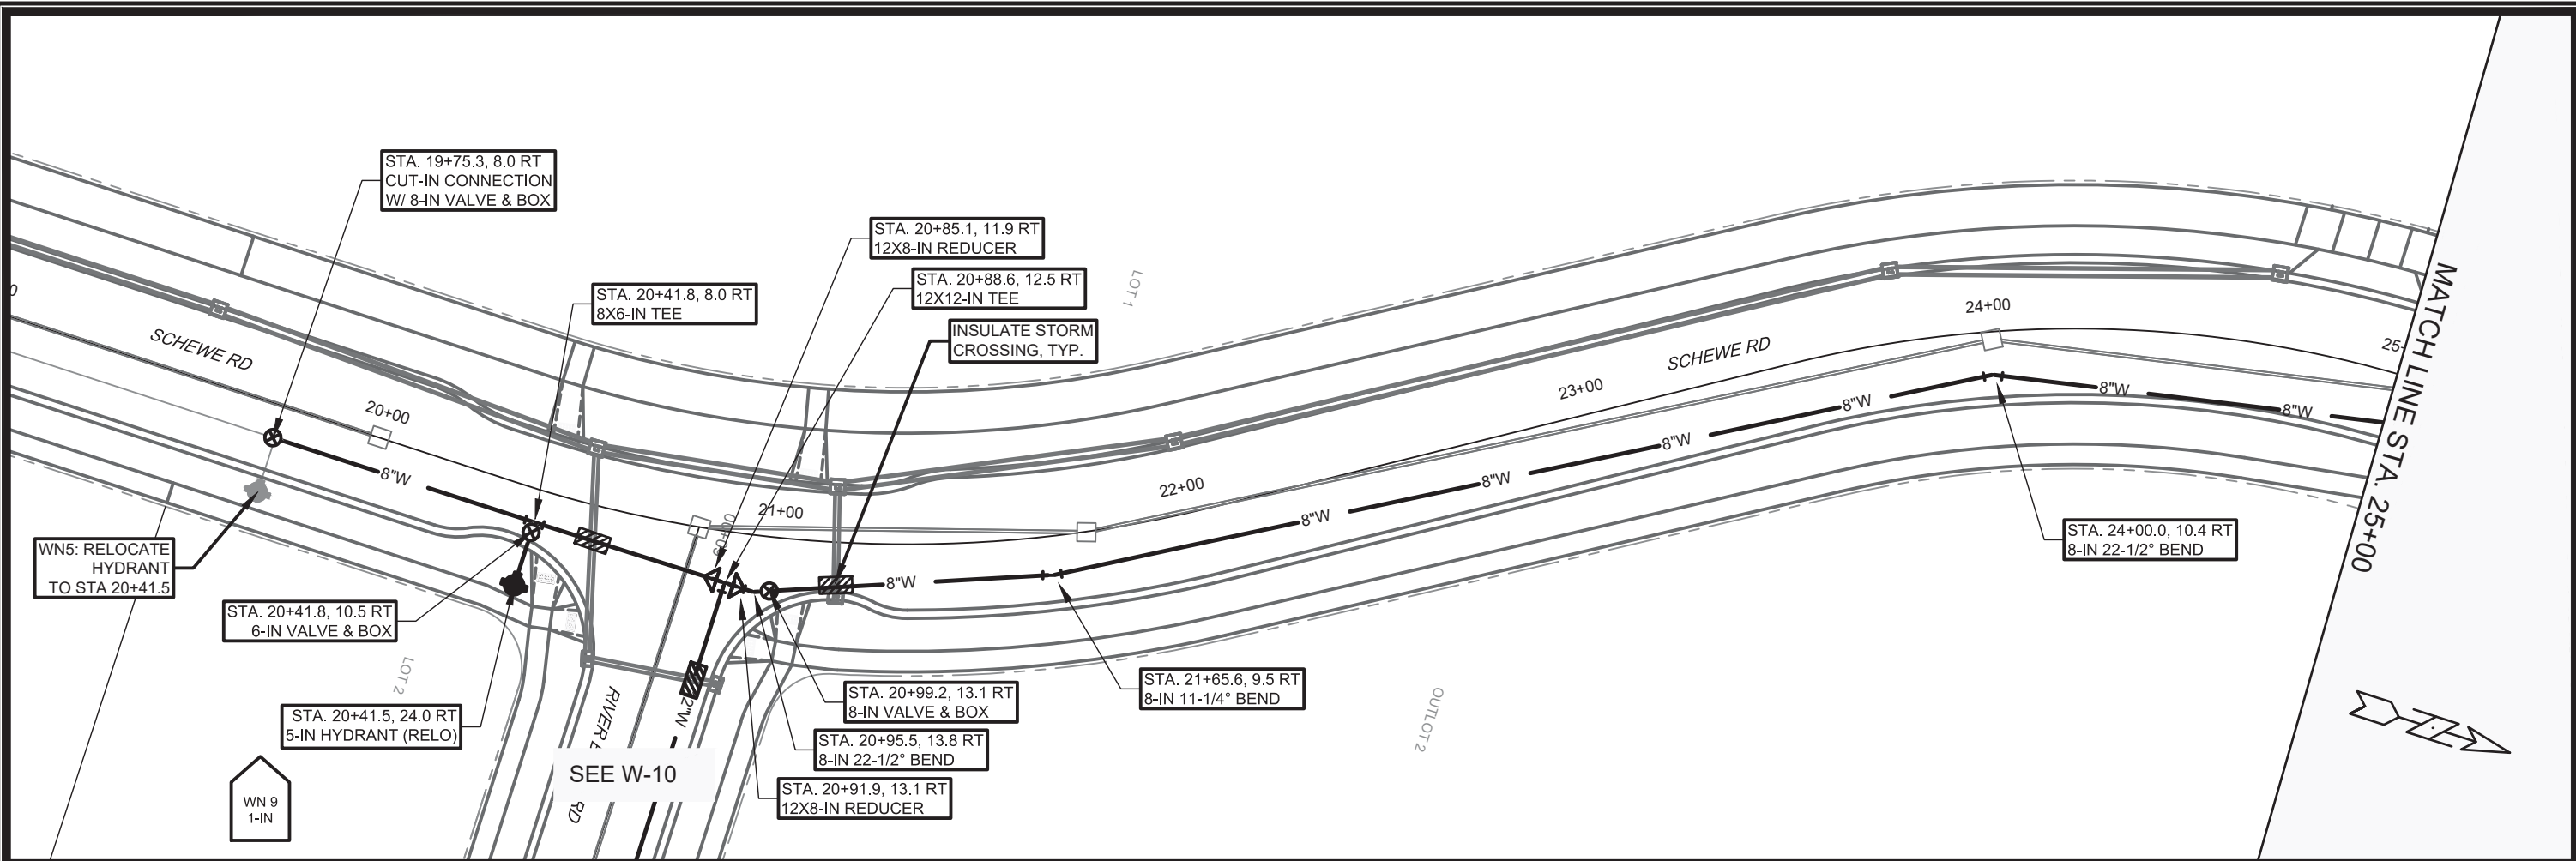 STA. 19+75.3, 8.0 RT
CUT-IN CONNECTION
W/ 8-IN VALVE & BOX
STA. 20+85.1, 11.9 RT
12X8-IN REDUCER
STA. 20+88.6, 12.5 RT
12X12-IN TEE
STA. 20+41.8, 8.0 RT
8X6-IN TEE
INSULATE STORM
CROSSING, TYP.
LOT 1
SCHEWE RD
20+00
8"W
21+00
22+00
23+00
SCHEWE RD
24+00
8"W
8"W
8"W
8"W
8"W
8"W
8"W
MATCH LINE STA. 25+00
WN5: RELOCATE
HYDRANT
TO STA 20+41.5
STA. 20+41.8, 10.5 RT
6-IN VALVE & BOX
STA. 20+41.5, 24.0 RT
5-IN HYDRANT (RELO)
LOT 2
STA. 24+00.0, 10.4 RT
8-IN 22-1/2° BEND
STA. 21+65.6, 9.5 RT
8-IN 11-1/4° BEND
STA. 20+99.2, 13.1 RT
8-IN VALVE & BOX
STA. 20+95.5, 13.8 RT
8-IN 22-1/2° BEND
STA. 20+91.9, 13.1 RT
12X8-IN REDUCER
OUTLOT 2
RIVER
RD
SEE W-10
WN 9
1-IN